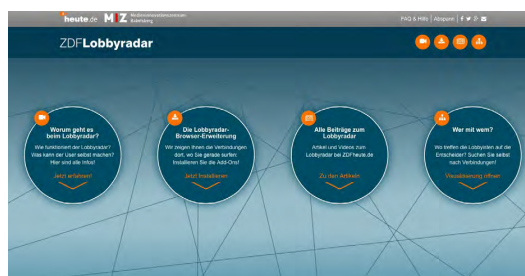 heute.de MIZ Medieninnovationszentrum Babelsberg FAQ & Hilfe | Abspann
ZDFLobbyradar
Worum geht es
beim Lobbyradar?
Wie funktioniert der Lobbyradar?
Was kann der User selbst machen?
Hier sind alle Infos!
Jetzt erfahren!
Die Lobbyradar-
Browser-Erweiterung
Wir zeigen Ihnen die Verbindungen
dort, wo Sie gerade surfen:
Installieren Sie die Add-Ons!
Jetzt Installieren
Alle Beiträge zum
Lobbyradar
Artikel und Videos zum
Lobbyradar bei ZDFheute.de
Zu den Artikeln
Wer mit wem?
Wo treffen die Lobbyisten auf die
Entscheider? Suchen Sie selbst
nach Verbindungen!
Visualisierung öffnen